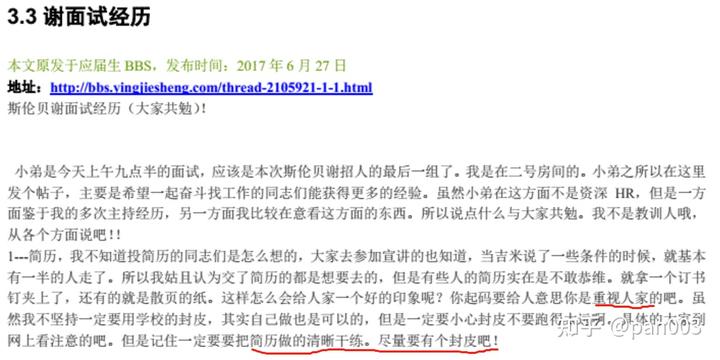 3.3 谢面试经历
本文原发于应届生 BBS，发布时间：2017 年 6 月 27 日
地址：http://bbs.yingjiesheng.com/thread-2105921-1-1.html
斯伦贝谢面试经历（大家共勉）！
小弟是今天上午九点半的面试，应该是本次斯伦贝谢招人的最后一组了。我是在二号房间的。小弟之所以在这里
发个帖子，主要是希望一起奋斗找工作的同志们能获得更多的经验。虽然小弟在这方面不是资深 HR，但是一方
面鉴于我的多次主持经历，另一方面我比较在意看这方面的东西。所以说点什么与大家共勉。我不是教训人哦，
从各个方面说吧！！
1---简历，我不知道投简历的同志们是怎么想的，大家去参加宣讲的也知道，当吉米说了一些条件的时候，就基本
有一半的人走了。所以我姑且认为交了简历的都是想要去的，但是有些人的简历实在是不敢恭维。就拿一个订书
钉夹上了，还有的就是散页的纸。这样怎么会给人家一个好的印象呢？你起码要给人意思你是重视人家的吧。虽
然我不坚持一定要用学校的封皮，其实自己做也是可以的，但是一定要小心封皮不要跑得太远啊，具体的大家到
网上看注意的吧。但是记住一定要要把简历做的清晰干练。尽量要有个封皮吧！
知乎 @pan003